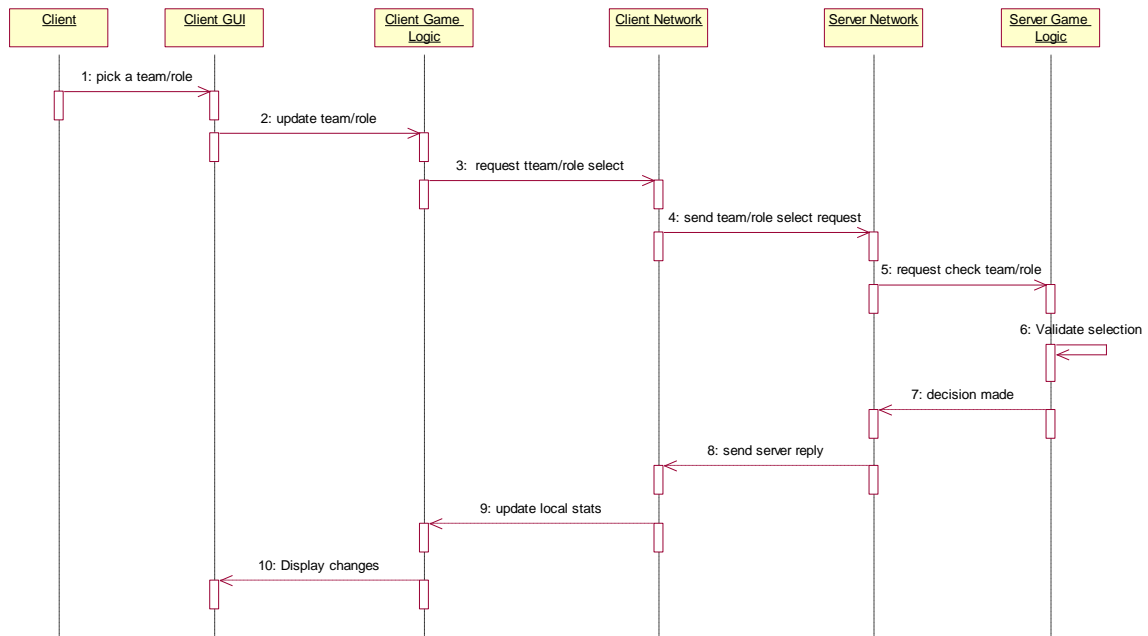 Client
Client GUI
Client Game
Logic
Client Network
Server Network
Server Game
Logic
1: pick a team/role
2: update team/role
3: request tteam/role select
4: send team/role select request
5: request check team/role
6: Validate selection
7: decision made
8: send server reply
9: update local stats
10: Display changes